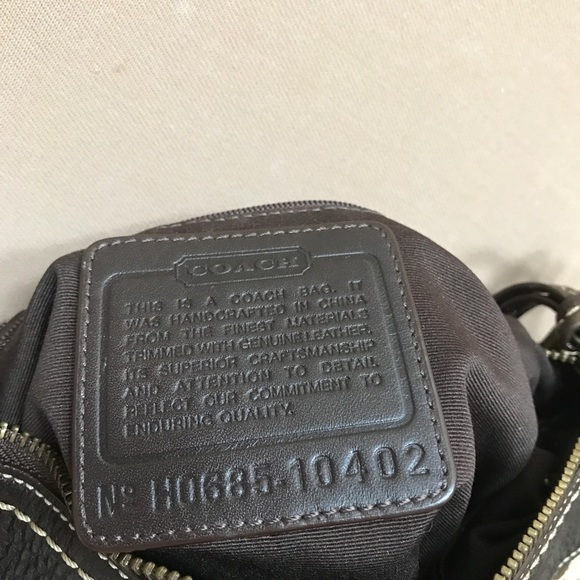 COACH
THIS IS A COACH BAG. IT
WAS HANDCRAFTED IN CHINA
FROM THE FINEST MATERIALS
TRIMMED WITH GENUINE LEATHER.
ITS SUPERIOR CRAFTSMANSHIP
AND ATTENTION TO DETAIL
REFLECT OUR COMMITMENT TO
ENDURING QUALITY.
Nº H0685-10402